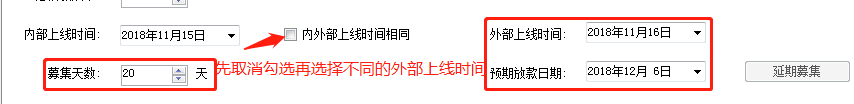 内部上线时间： 2018年11月15日 内外部上线时间相同 外部上线时间： 2018年11月16日
募集天数： 20 天 先取消勾选再选择不同的外部上线时间 预期放款日期： 2018年12月 6日 延期募集